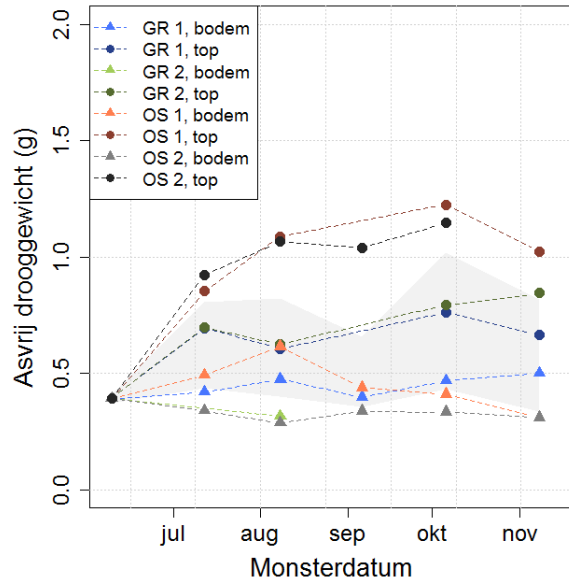 GR 1, bodem
GR 1, top
GR 2, bodem
GR 2, top
OS 1, bodem
OS 1, top
OS 2, bodem
OS 2, top
Asvrij drooggewicht (g)
2.0
1.5
1.0
0.5
0.0
jul aug sep okt nov
Monsterdatum